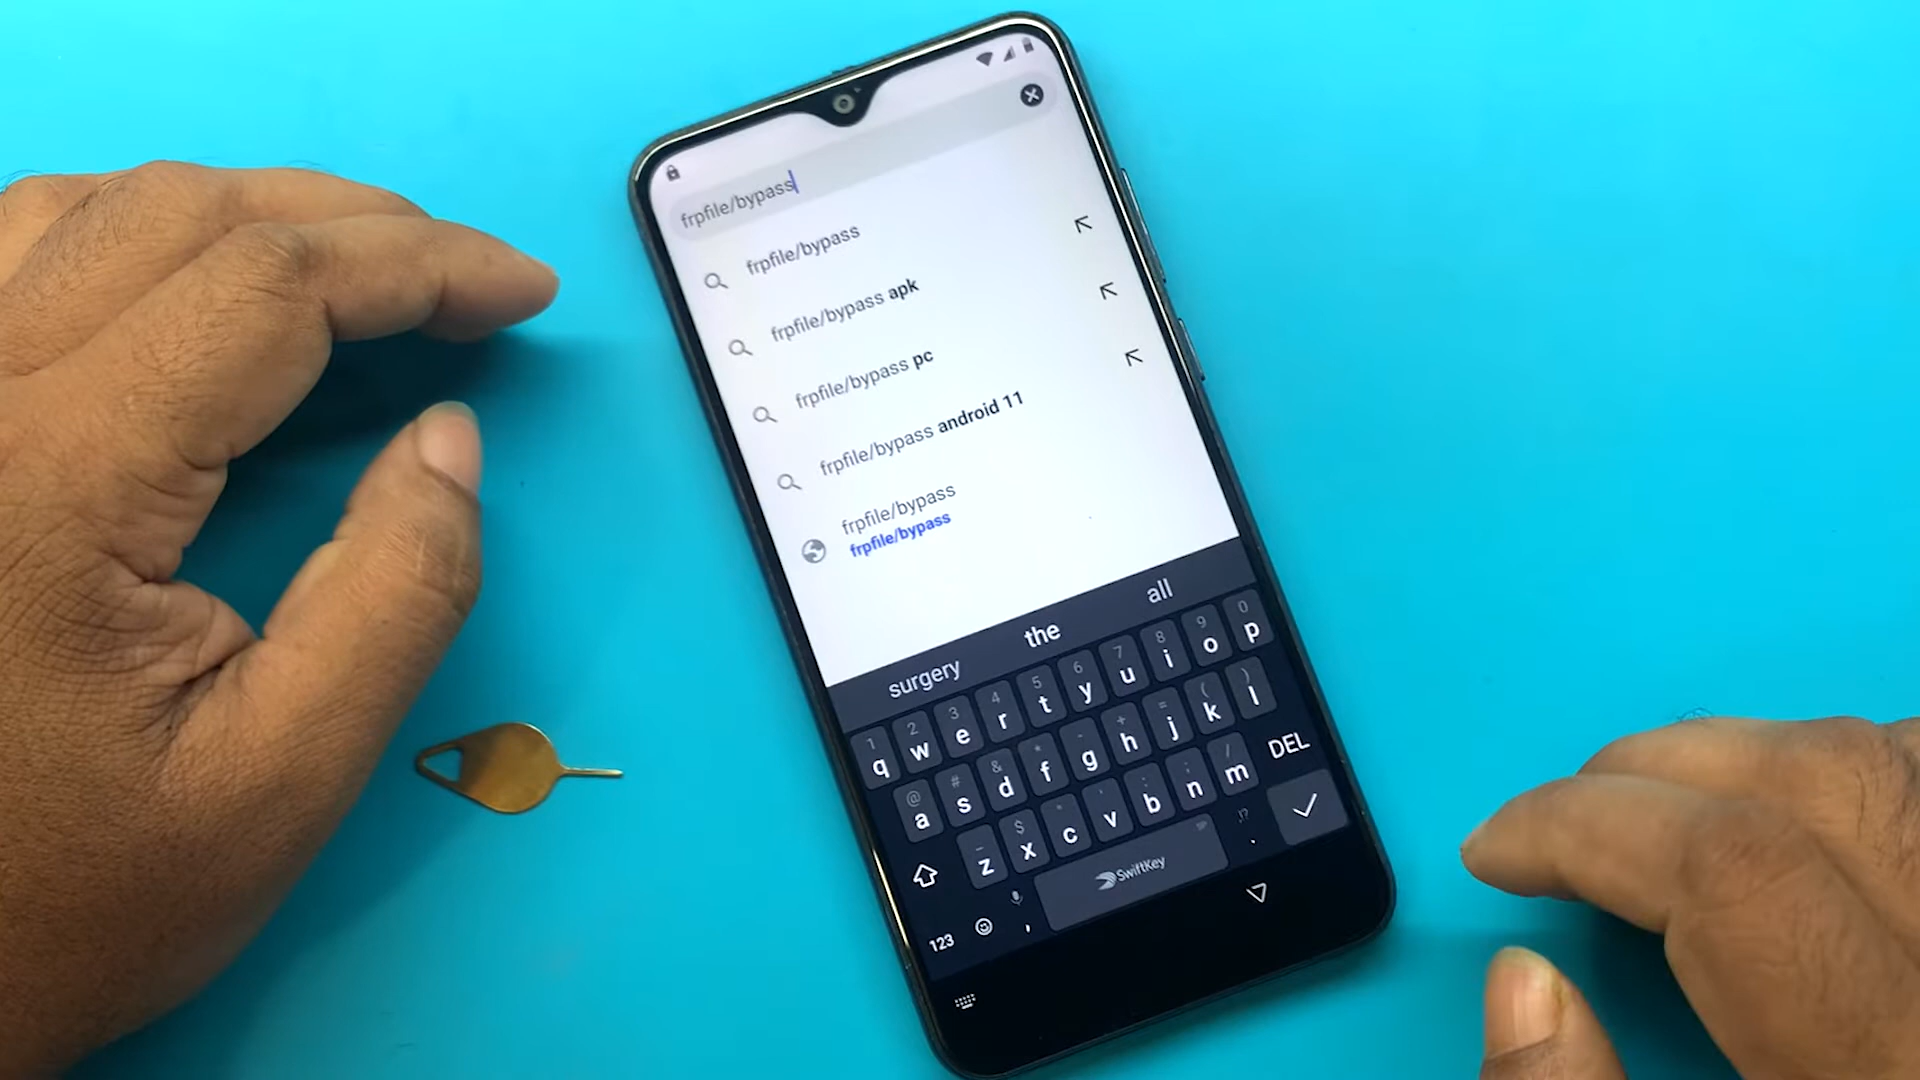 frpfile/bypass
frpfile/bypass
frpfile/bypass apk
frpfile/bypass pc
frpfile/bypass android 11
frpfile/bypass
frpfile/bypass
surgery the all
1 2 3 4 5 6 7 8 9 0
q w e r t y u i o p
@ # & * - + = ( )
a s d f g h j k l
_ $ " ' : ; /
z x c v b n m DEL
123 , SwiftKey . ,!?